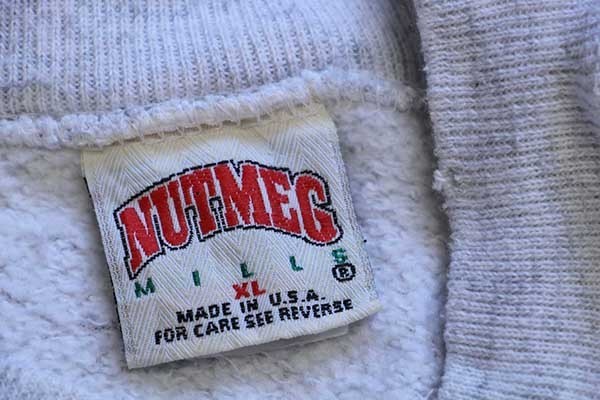 NUTMEG
MILLS®
XL
MADE IN U.S.A.
FOR CARE SEE REVERSE